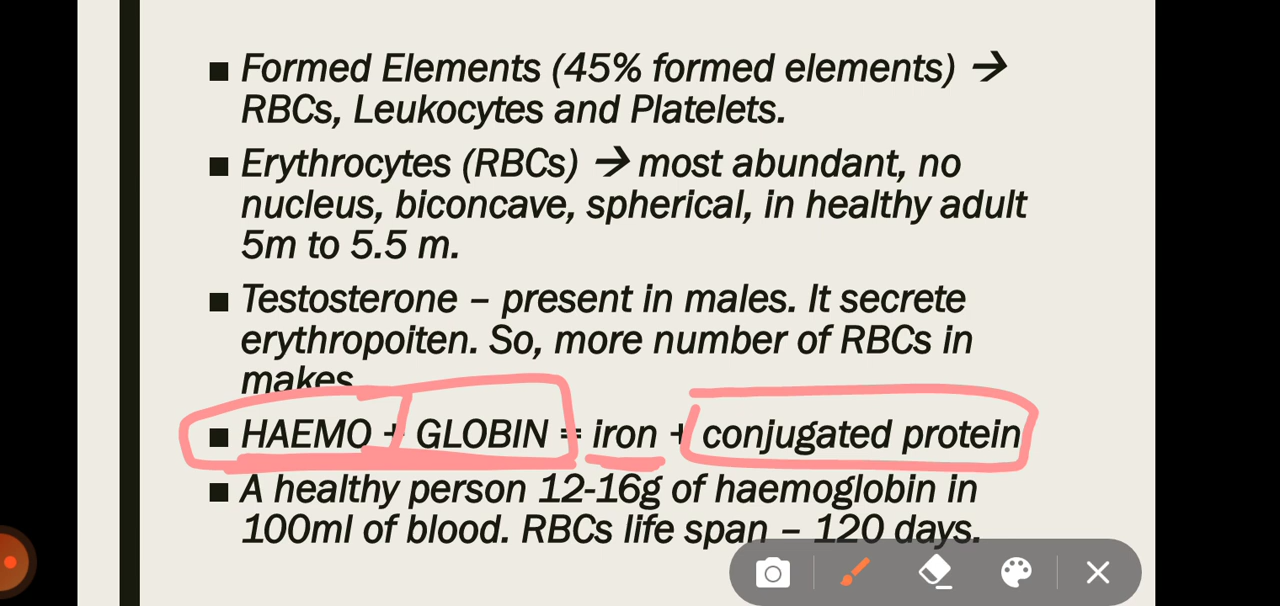 ■ Formed Elements (45% formed elements) →
RBCs, Leukocytes and Platelets.
■ Erythrocytes (RBCs) → most abundant, no
nucleus, biconcave, spherical, in healthy adult
5m to 5.5 m.
■ Testosterone – present in males. It secrete
erythropoiten. So, more number of RBCs in
makes.
■ HAEMO + GLOBIN = iron + conjugated protein
■ A healthy person 12-16g of haemoglobin in
100ml of blood. RBCs life span – 120 days.